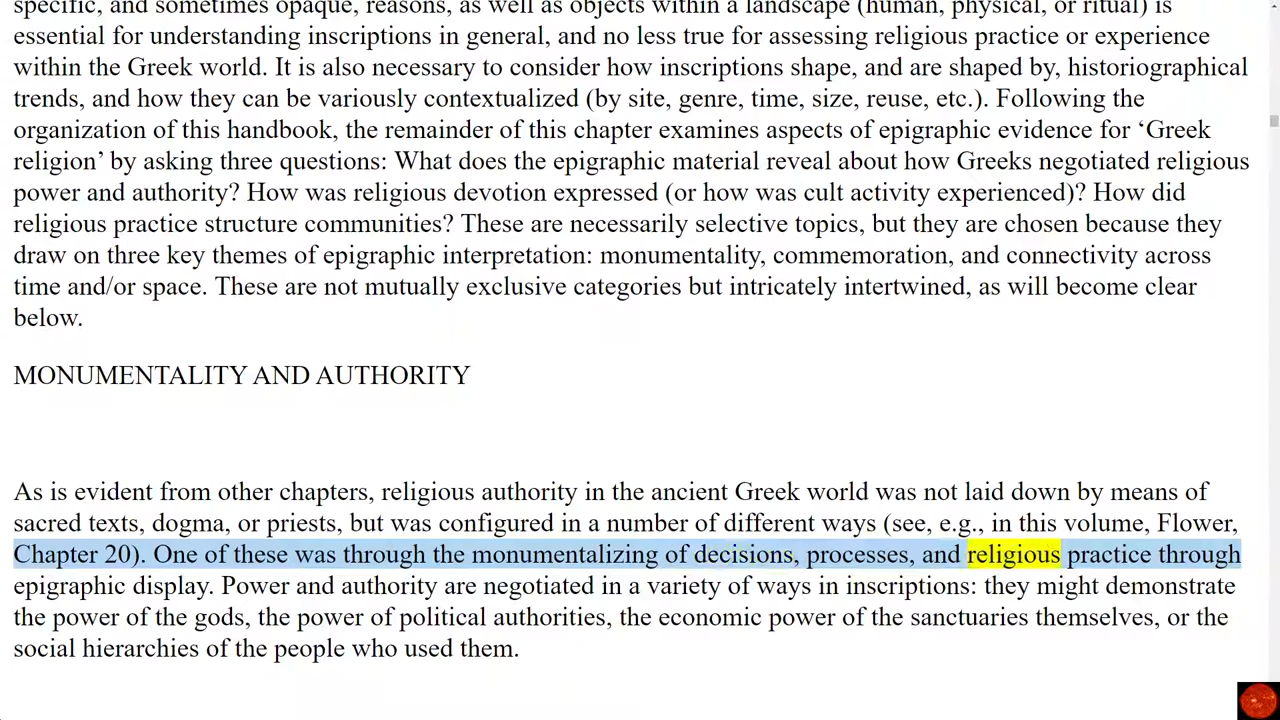 specific, and sometimes opaque, reasons, as well as objects within a landscape (human, physical, or ritual) is
essential for understanding inscriptions in general, and no less true for assessing religious practice or experience
within the Greek world. It is also necessary to consider how inscriptions shape, and are shaped by, historiographical
trends, and how they can be variously contextualized (by site, genre, time, size, reuse, etc.). Following the
organization of this handbook, the remainder of this chapter examines aspects of epigraphic evidence for ‘Greek
religion’ by asking three questions: What does the epigraphic material reveal about how Greeks negotiated religious
power and authority? How was religious devotion expressed (or how was cult activity experienced)? How did
religious practice structure communities? These are necessarily selective topics, but they are chosen because they
draw on three key themes of epigraphic interpretation: monumentality, commemoration, and connectivity across
time and/or space. These are not mutually exclusive categories but intricately intertwined, as will become clear
below.
MONUMENTALITY AND AUTHORITY
As is evident from other chapters, religious authority in the ancient Greek world was not laid down by means of
sacred texts, dogma, or priests, but was configured in a number of different ways (see, e.g., in this volume, Flower,
Chapter 20). One of these was through the monumentalizing of decisions, processes, and religious practice through
epigraphic display. Power and authority are negotiated in a variety of ways in inscriptions: they might demonstrate
the power of the gods, the power of political authorities, the economic power of the sanctuaries themselves, or the
social hierarchies of the people who used them.